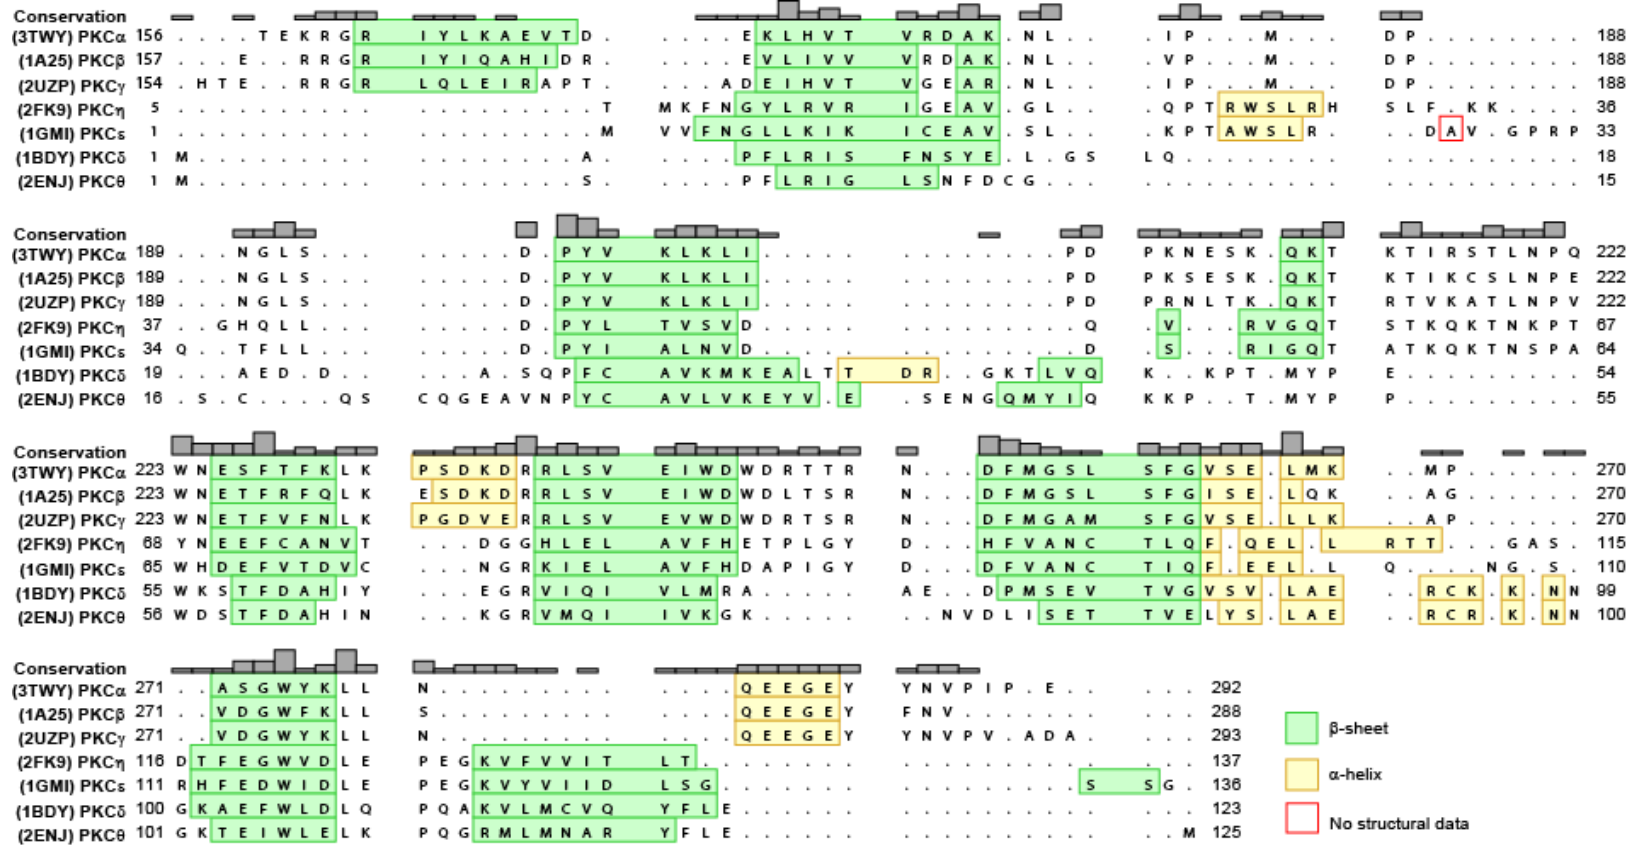 Conservation
(3TWY) PKCα 156 . . . . T E K R G R I Y L K A E V T D . . . . . E K L H V T V R D A K . N L . . . I P . . M . . . . D P . . . . . . . . 188
(1A25) PKCβ 157 . . . E . . R R G R I Y I Q A H I D R . . . . . E V L I V V V R D A K . N L . . . V P . . M . . . . D P . . . . . . . . 188
(2UZP) PKCγ 154 . H T E . . R R G R L Q L E I R A P T . . . . A D E I H V T V G E A R . N L . . . I P . . M . . . . D P . . . . . . . . 188
(2FK9) PKCη 5 . . . . . . . . . . . . . . . . . . . T M K F N G Y L R V R I G E A V . G L . . . Q P T R W S L R H S L F . K K . . . . 36
(1GMI) PKCs 1 . . . . . . . . . . . . . . . . . . . M V V F N G L L K I K I C E A V . S L . . . K P T A W S L R . . . D A V . G P R P 33
(1BDY) PKCδ 1 M . . . . . . . . . . . . . . . . . A . . . . . P F L R I S F N S Y E . L . G S L Q . . . . . . . . . . . . . . . . . . 18
(2ENJ) PKCθ 1 M . . . . . . . . . . . . . . . . . S . . . . . P F L R I G L S N F D C G . . . . . . . . . . . . . . . . . . . . . . . 15
Conservation
(3TWY) PKCα 189 . . . N G L S . . . . . . . . D . P Y V K L K L I . . . . . . . . . . . . . P D P K N E S K . Q K T K T I R S T L N P Q 222
(1A25) PKCβ 189 . . . N G L S . . . . . . . . D . P Y V K L K L I . . . . . . . . . . . . . P D P K S E S K . Q K T K T I K C S L N P E 222
(2UZP) PKCγ 189 . . . N G L S . . . . . . . . D . P Y V K L K L I . . . . . . . . . . . . . P D P R N L T K . Q K T R T V K A T L N P V 222
(2FK9) PKCη 37 . . G H Q L L . . . . . . . . D . P Y L T V S V D . . . . . . . . . . . . . . Q . V . . . R V G Q T S T K Q K T N K P T 67
(1GMI) PKCs 34 Q . . T F L L . . . . . . . . D . P Y I A L N V D . . . . . . . . . . . . . . D . S . . . R I G Q T A T K Q K T N S P A 64
(1BDY) PKCδ 19 . . . A E D . D . . . . . A . S Q P F C A V K M K E A L T T D R . . G K T L V Q K . . K P T . M Y P E . . . . . . . . . 54
(2ENJ) PKCθ 16 . S . C . . . . Q S C Q G E A V N P Y C A V L V K E Y V . E . S E N G Q M Y I Q K K P . . T . M Y P P . . . . . . . . . 55
Conservation
(3TWY) PKCα 223 W N E S F T F K L K P S D K D R R L S V E I W D W D R T T R N . . . D F M G S L S F G V S E . L M K . . M P . . . . . . 270
(1A25) PKCβ 223 W N E T F R F Q L K E S D K D R R L S V E I W D W D L T S R N . . . D F M G S L S F G I S E . L Q K . . A G . . . . . . 270
(2UZP) PKCγ 223 W N E T F V F N L K P G D V E R R L S V E V W D W D R T S R N . . . D F M G A M S F G V S E . L L K . . A P . . . . . . 270
(2FK9) PKCη 68 Y N E E F C A N V T . . . D G G H L E L A V F H E T P L G Y D . . . H F V A N C T L Q F . Q E L . L R T T . . . G A S . 115
(1GMI) PKCs 65 W H D E F V T D V C . . . N G R K I E L A V F H D A P I G Y D . . . D F V A N C T I Q F . E E L . L Q . . . . N G . S . 110
(1BDY) PKCδ 55 W K S T F D A H I Y . . . E G R V I Q I V L M R A . . . . . A E . . D P M S E V T V G V S V . L A E . . R C K . K . N N 99
(2ENJ) PKCθ 56 W D S T F D A H I N . . . K G R V M Q I I V K G K . . . . . . . N V D L I S E T T V E L Y S . L A E . . R C R . K . N N 100
Conservation
(3TWY) PKCα 271 . . A S G W Y K L L N . . . . . . . . . . . . . Q E E G E Y Y N V P I P . E . . . . . . 292
(1A25) PKCβ 271 . . V D G W F K L L S . . . . . . . . . . . . . Q E E G E Y F N V . . . . . . . . . . 288
(2UZP) PKCγ 271 . . V D G W Y K L L N . . . . . . . . . . . . . Q E E G E Y Y N V P V . A D A . . . . 293
(2FK9) PKCη 116 D T F E G W V D L E P E G K V F V V I T L T . . . . . . . . . . . . . . . . . . . . . 137
(1GMI) PKCs 111 R H F E D W I D L E P E G K V Y V I I D L S G . . . . . . . . . . . . . . . . S S G . 136
(1BDY) PKCδ 100 G K A E F W L D L Q P Q A K V L M C V Q Y F L E . . . . . . . . . . . . . . . . . . . 123
(2ENJ) PKCθ 101 G K T E I W L E L K P Q G R M L M N A R Y F L E . . . . . . . . . . . . . . . . . . M 125
β-sheet
α-helix
No structural data